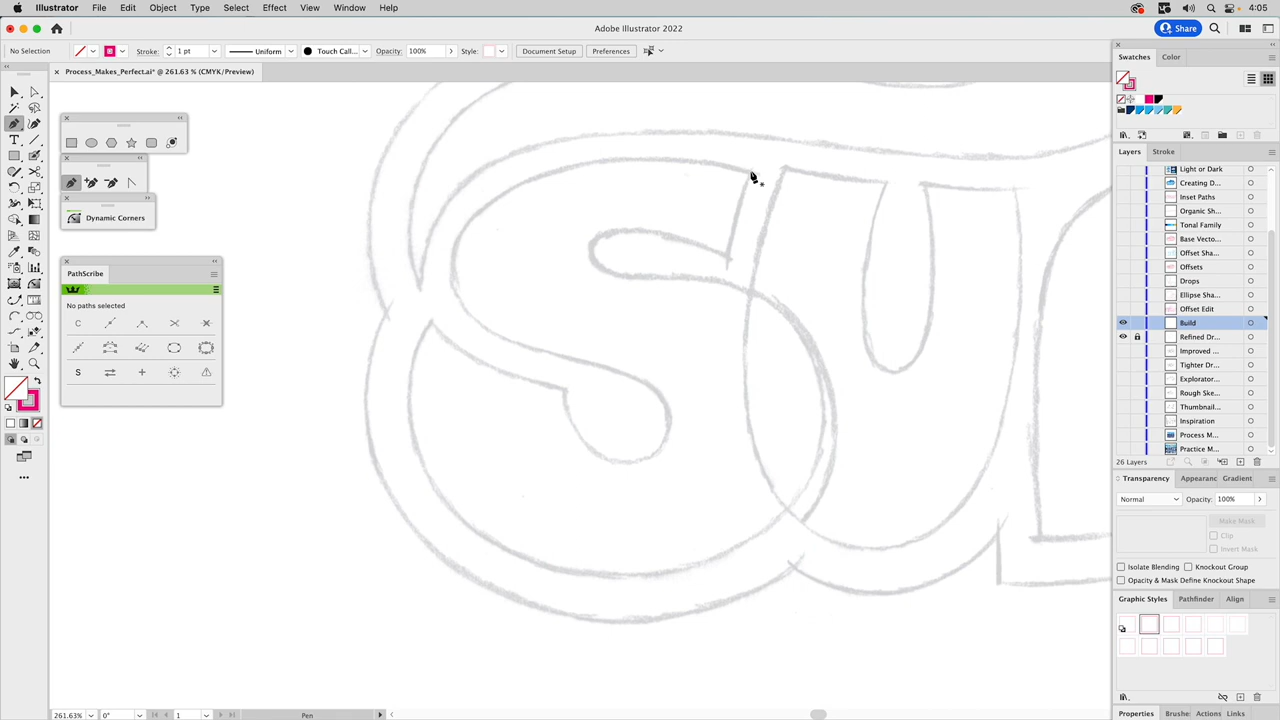 Illustrator File Edit Object Type Select Effect View Window Help 4:05
Adobe Illustrator 2022
Share
No Selection Stroke: 1 pt Uniform Touch Call... Opacity: 100% Style: Document Setup Preferences
Process_Makes_Perfect.ai* @ 261.63 % (CMYK/Preview)
Swatches Color
Dynamic Corners
PathScribe
No paths selected
Layers Stroke
Light or Dark
Creating D...
Inset Paths
Organic Sh...
Tonal Family
Base Vecto...
Offset Sha...
Offsets
Drops
Ellipse Sha...
Offset Edit
Build
Refined Dr...
Improved ...
Tighter Dr...
Explorator...
Rough Ske...
Thumbnail...
Inspiration
Process M...
Practice M...
26 Layers
Transparency Appearanc Gradient
Normal Opacity: 100%
Make Mask
Clip
Invert Mask
Isolate Blending Knockout Group
Opacity & Mask Define Knockout Shape
Graphic Styles Pathfinder Align
Properties Brushe Actions Links
SU
261.63% 0° 1 Pen